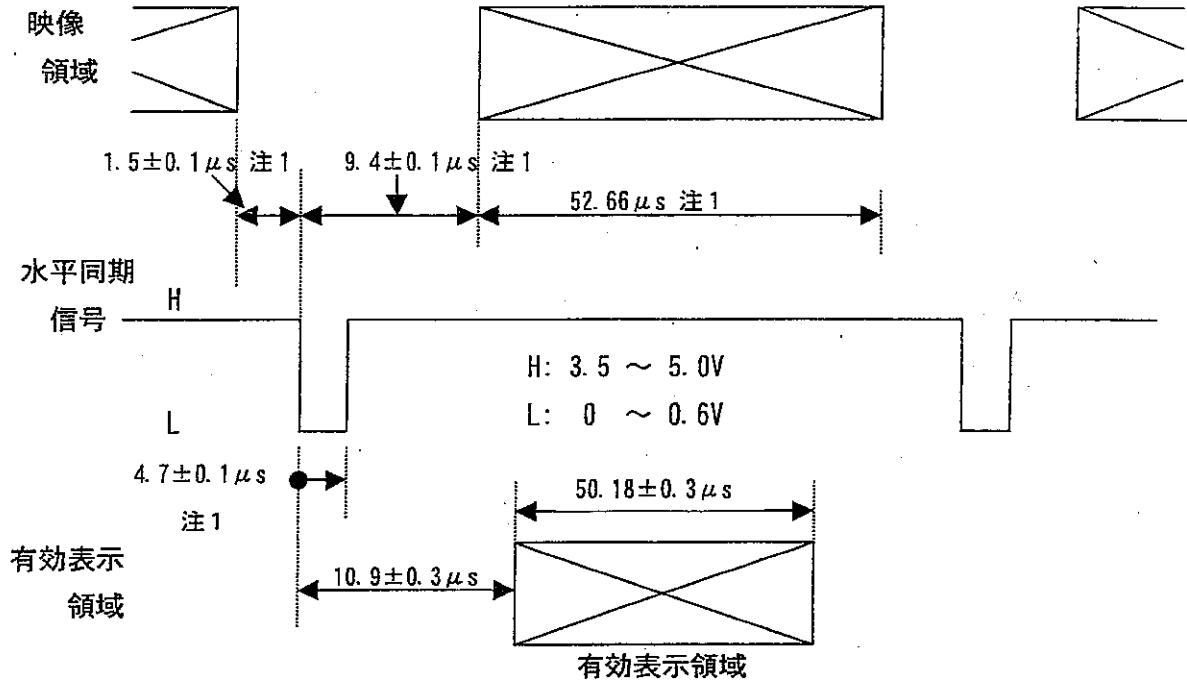 映像
領域
1.5±0.1μs 注1
9.4±0.1μs 注1
52.66μs 注1
水平同期
信号
H
L
H: 3.5 ～ 5.0V
L: 0 ～ 0.6V
4.7±0.1μs
注1
50.18±0.3μs
有効表示
領域
10.9±0.3μs
有効表示領域